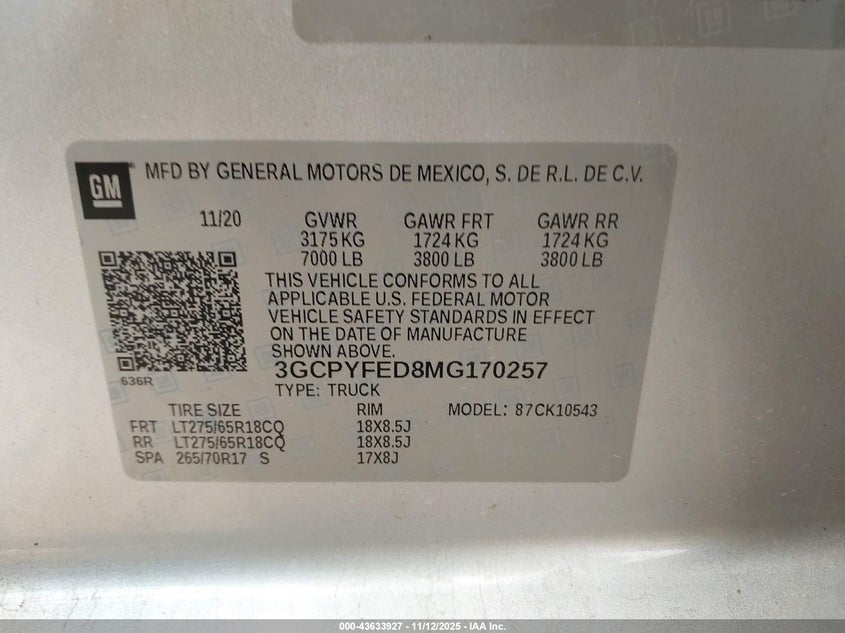 GM
MFD BY GENERAL MOTORS DE MEXICO, S. DE R.L. DE C.V.
11/20 GVWR GAWR FRT GAWR RR
3175 KG 1724 KG 1724 KG
7000 LB 3800 LB 3800 LB
THIS VEHICLE CONFORMS TO ALL
APPLICABLE U.S. FEDERAL MOTOR
VEHICLE SAFETY STANDARDS IN EFFECT
ON THE DATE OF MANUFACTURE
SHOWN ABOVE.
3GCPYFED8MG170257
636R
TYPE: TRUCK
TIRE SIZE RIM MODEL: 87CK10543
FRT LT275/65R18CQ 18X8.5J
RR LT275/65R18CQ 18X8.5J
SPA 265/70R17 S 17X8J
000-43633927 - 11/12/2025 - IAA Inc.